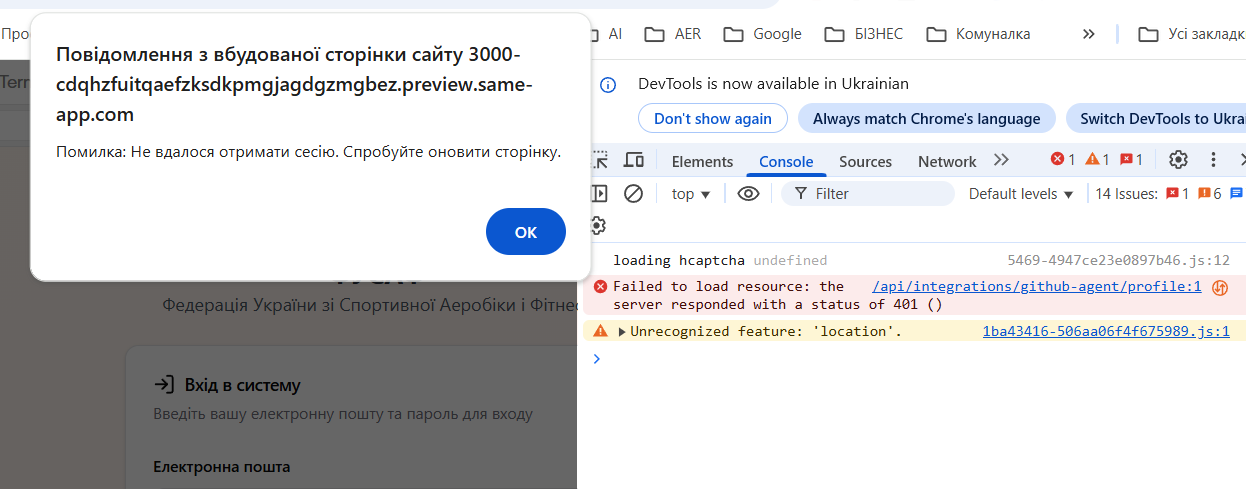 Повідомлення з вбудованої сторінки сайту 3000-
cdqhzfuitqaefzksdkpmgjagdgzmgbez.preview.same-
app.com
Помилка: Не вдалося отримати сесію. Спробуйте оновити сторінку.
OK
Федерація України зі Спортивної Аеробіки і Фітне
Вхід в систему
Введіть вашу електронну пошту та пароль для входу
Електронна пошта
AI AER Google БІЗНЕС Комуналка » Усі закладк
DevTools is now available in Ukrainian
Don't show again Always match Chrome's language Switch DevTools to Ukrai
Elements Console Sources Network 1 1 1
top Filter Default levels 14 Issues: 1 6
loading hcaptcha undefined 5469-4947ce23e0897b46.js:12
Failed to load resource: the /api/integrations/github-agent/profile:1
server responded with a status of 401 ()
Unrecognized feature: 'location'. 1ba43416-506aa06f4f675989.js:1